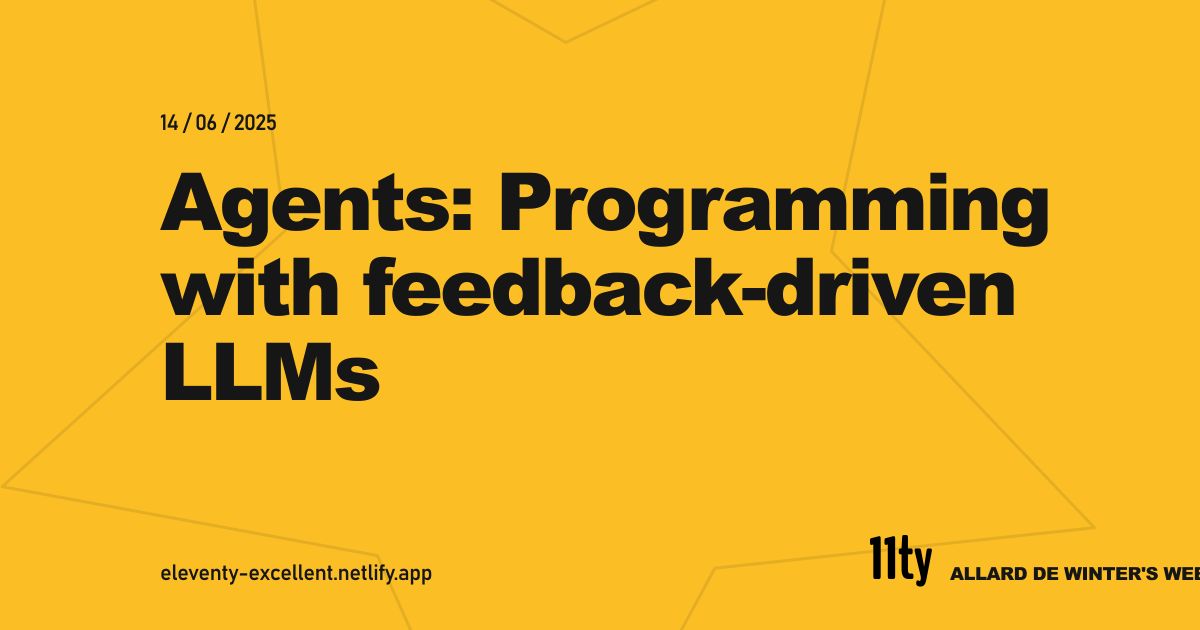 14 / 06 / 2025
Agents: Programming
with feedback-driven
LLMs
eleventy-excellent.netlify.app
11ty
ALLARD DE WINTER'S